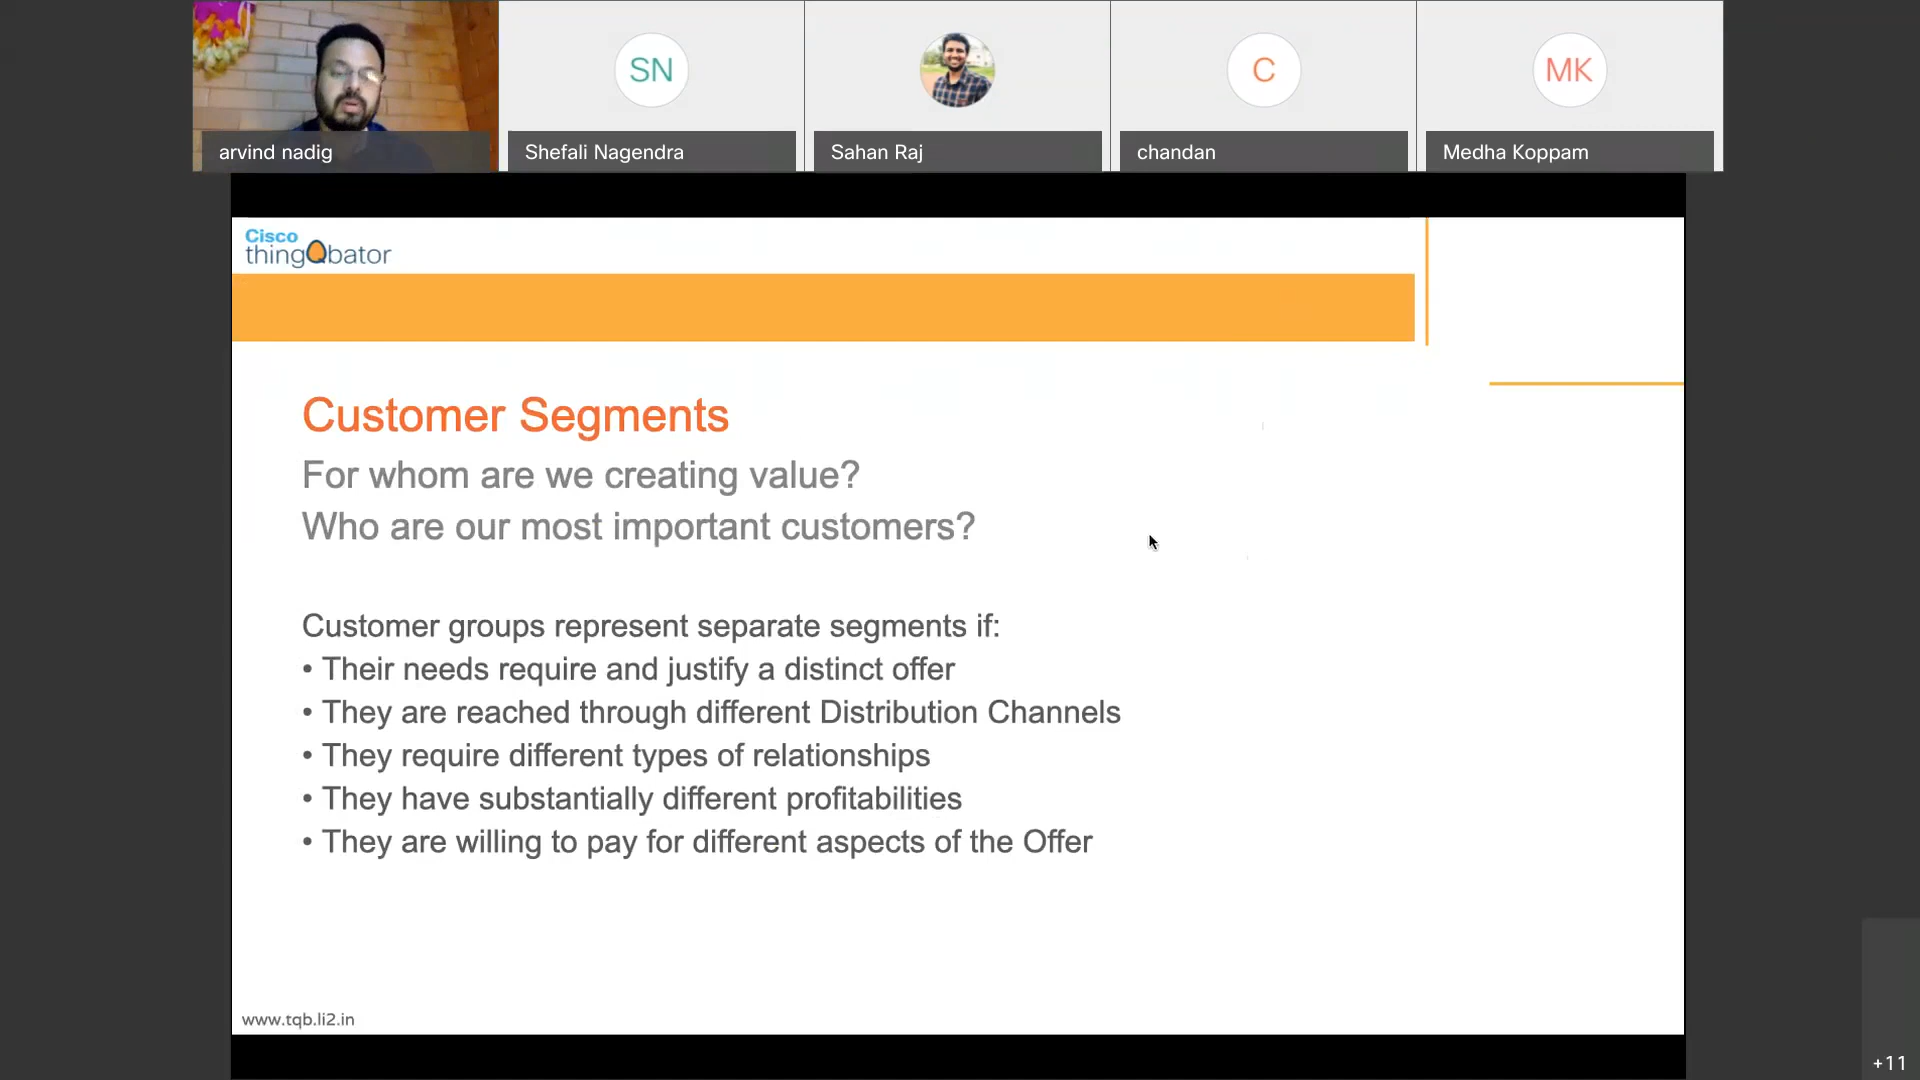 SN
C
MK
arvind nadig
Shefali Nagendra
Sahan Raj
chandan
Medha Koppam
Cisco
thingQbator
Customer Segments
For whom are we creating value?
Who are our most important customers?
Customer groups represent separate segments if:
• Their needs require and justify a distinct offer
• They are reached through different Distribution Channels
• They require different types of relationships
• They have substantially different profitabilities
• They are willing to pay for different aspects of the Offer
www.tqb.li2.in
+11